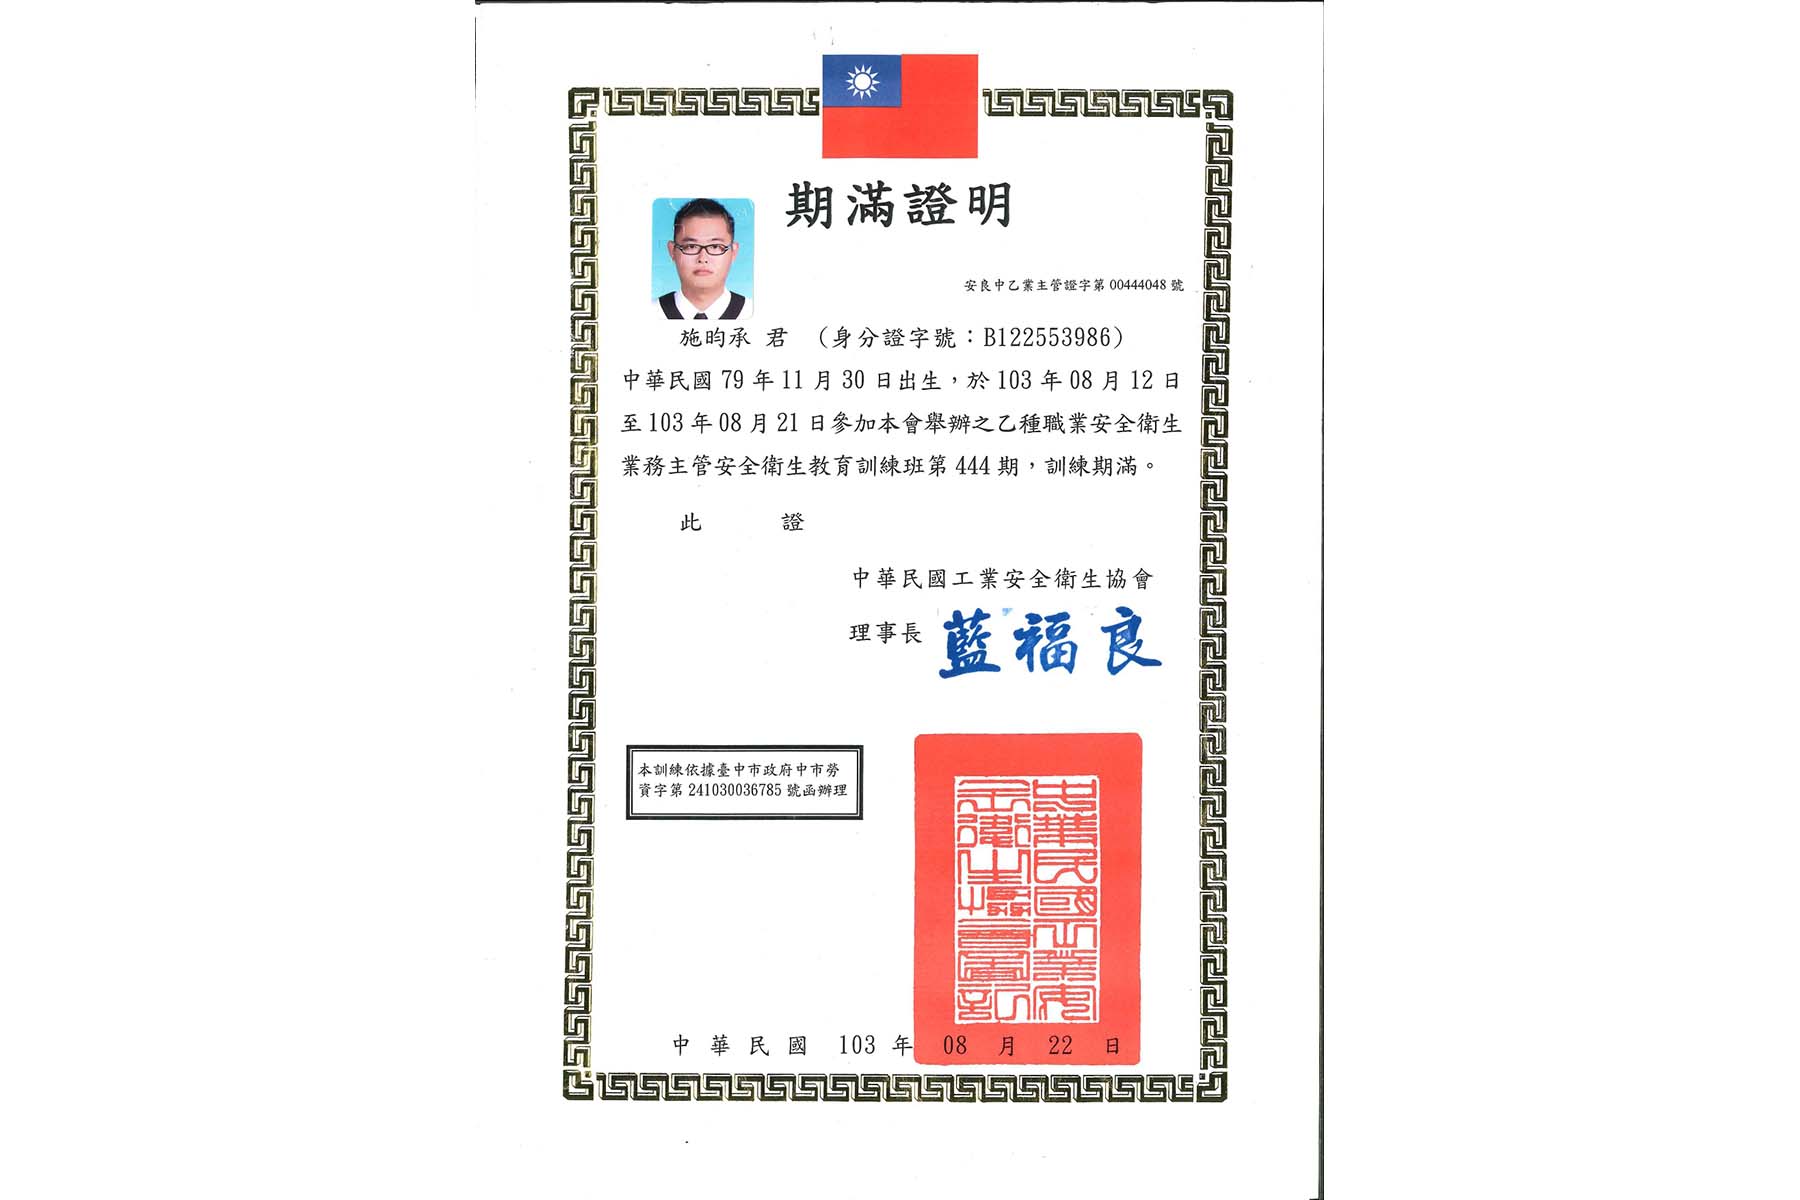 期滿證明
安良中乙業主管證字第 00444048 號
施昀承 君 （身分證字號：B122553986）
中華民國 79 年 11 月 30 日出生，於 103 年 08 月 12 日
至 103 年 08 月 21 日參加本會舉辦之乙種職業安全衛生
業務主管安全衛生教育訓練班第 444 期，訓練期滿。
此 證
中華民國工業安全衛生協會
理事長 藍福良
本訓練依據臺中市政府中市勞
資字第 241030036785 號函辦理
中華民國工業安
全衛生協會圖記
中 華 民 國 103 年 08 月 22 日